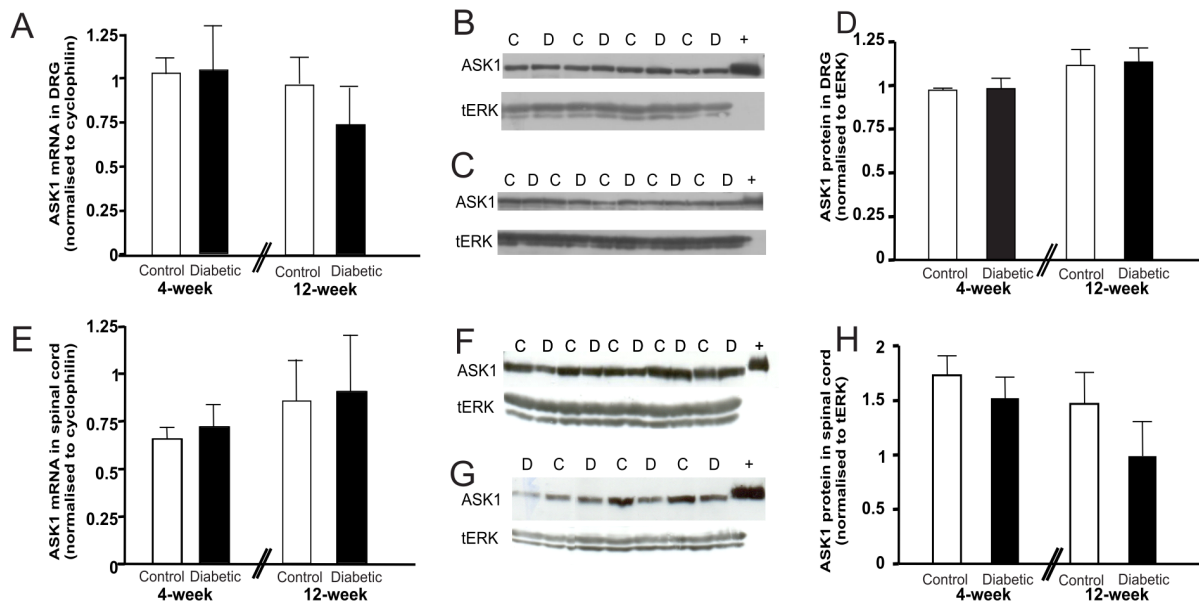 A
ASK1 mRNA in DRG
(normalised to cyclophilin)
1.25
1
0.75
0.5
0.25
0
Control Diabetic
4-week
Control Diabetic
12-week
B
C D C D C D C D +
ASK1
tERK
C
C D C D C D C D C D +
ASK1
tERK
D
ASK1 protein in DRG
(normalised to tERK)
1.25
1
0.75
0.5
0.25
0
Control Diabetic
4-week
Control Diabetic
12-week
E
ASK1 mRNA in spinal cord
(normalised to cyclophilin)
1.25
1
0.75
0.5
0.25
0
Control Diabetic
4-week
Control Diabetic
12-week
F
C D C D C D C D C D +
ASK1
tERK
G
D C D C D C D +
ASK1
tERK
H
ASK1 protein in spinal cord
(normalised to tERK)
2
1.5
1
0.5
0
Control Diabetic
4-week
Control Diabetic
12-week